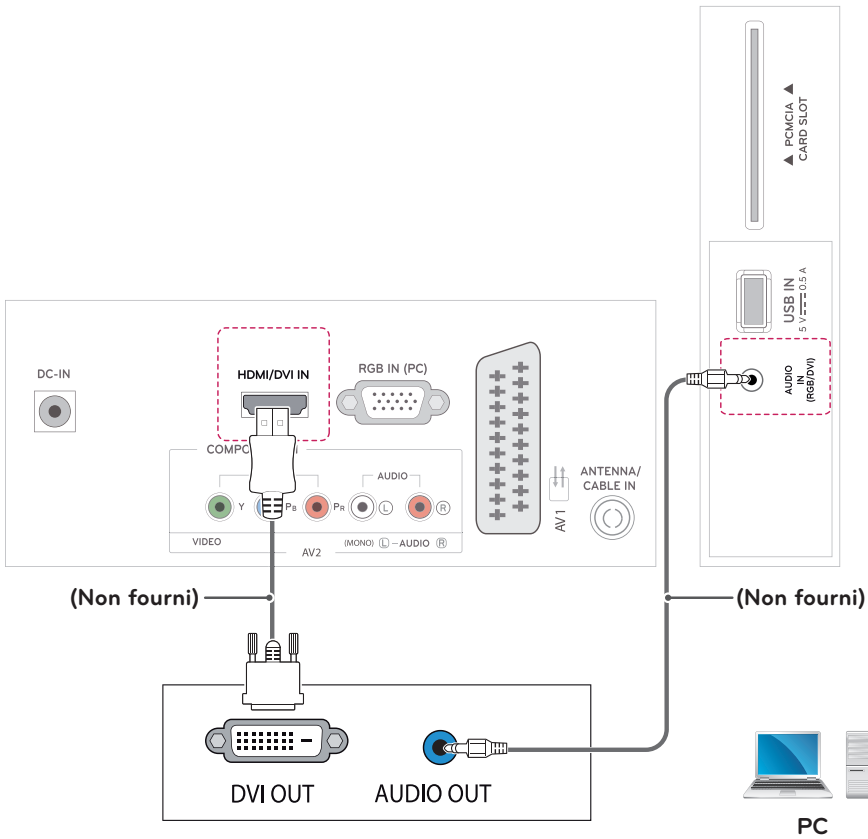 ▲ PCMCIA ▲
CARD SLOT
USB IN
5 V 0.5 A
AUDIO
IN
(RGB/DVI)
DC-IN
HDMI/DVI IN
RGB IN (PC)
AUDIO
Y
PB
PR
L
R
VIDEO
AV2
(MONO) L – AUDIO R
AV1
ANTENNA/
CABLE IN
(Non fourni)
(Non fourni)
DVI OUT
AUDIO OUT
PC